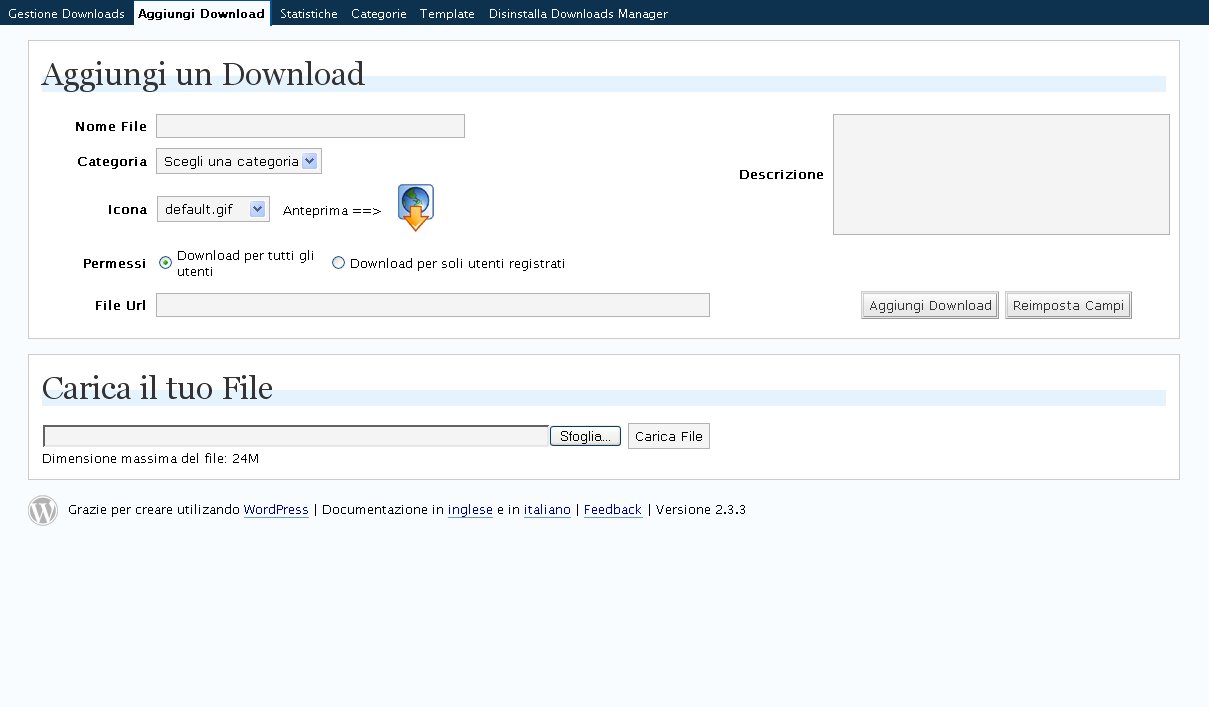 Gestione Downloads Aggiungi Download Statistiche Categorie Template Disinstalla Downloads Manager
Aggiungi un Download
Nome File
Categoria Scegli una categoria
Icona default.gif Anteprima ==>
Descrizione
Permessi Download per tutti gli utenti Download per soli utenti registrati
File Url Aggiungi Download Reimposta Campi
Carica il tuo File
Sfoglia... Carica File
Dimensione massima del file: 24M
Grazie per creare utilizando WordPress | Documentazione in inglese e in italiano | Feedback | Versione 2.3.3